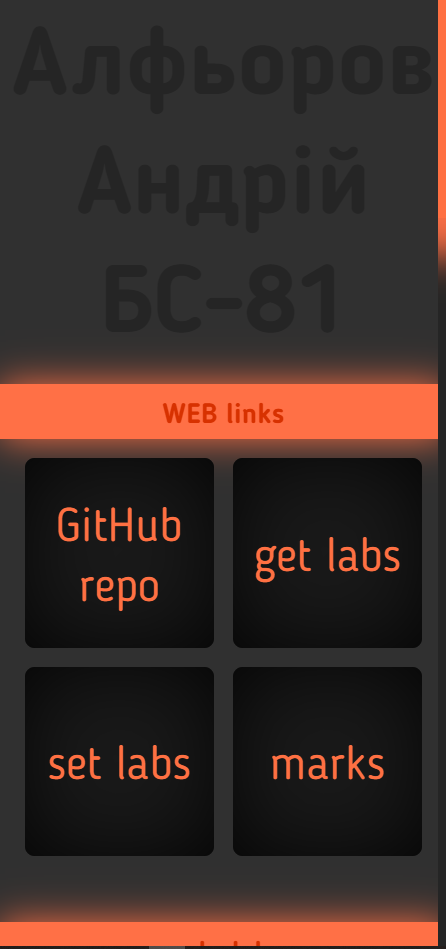 Алфьоров
Андрій
БС-81
WEB links
GitHub
repo
get labs
set labs
marks